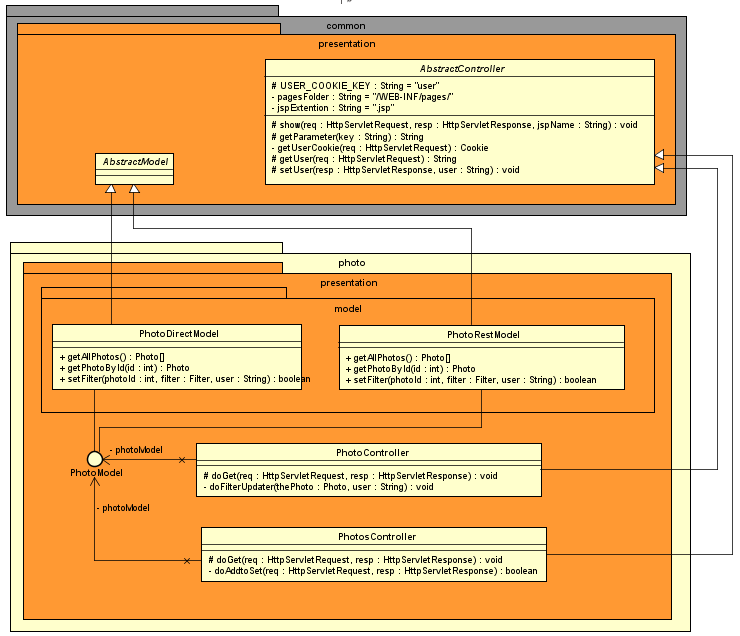 common
presentation
AbstractController
# USER_COOKIE_KEY : String = "user"
- pagesFolder : String = "/WEB-INF/pages/"
- jspExtention : String = ".jsp"
# show(req : HttpServletRequest, resp : HttpServletResponse, jspName : String) : void
# getParameter(key : String) : String
- getUserCookie(req : HttpServletRequest) : Cookie
# getUser(req : HttpServletRequest) : String
# setUser(resp : HttpServletResponse, user : String) : void
AbstractModel
photo
presentation
model
PhotoDirectModel
+ getAllPhotos() : Photo[]
+ getPhotoById(id : int) : Photo
+ setFilter(photoId : int, filter : Filter, user : String) : boolean
PhotoRestModel
+ getAllPhotos() : Photo[]
+ getPhotoById(id : int) : Photo
+ setFilter(photoId : int, filter : Filter, user : String) : boolean
- photoModel
PhotoModel
PhotoController
# doGet(req : HttpServletRequest, resp : HttpServletResponse) : void
- doFilterUpdater(thePhoto : Photo, user : String) : void
- photoModel
PhotosController
# doGet(req : HttpServletRequest, resp : HttpServletResponse) : void
- doAddtoSet(req : HttpServletRequest, resp : HttpServletResponse) : boolean